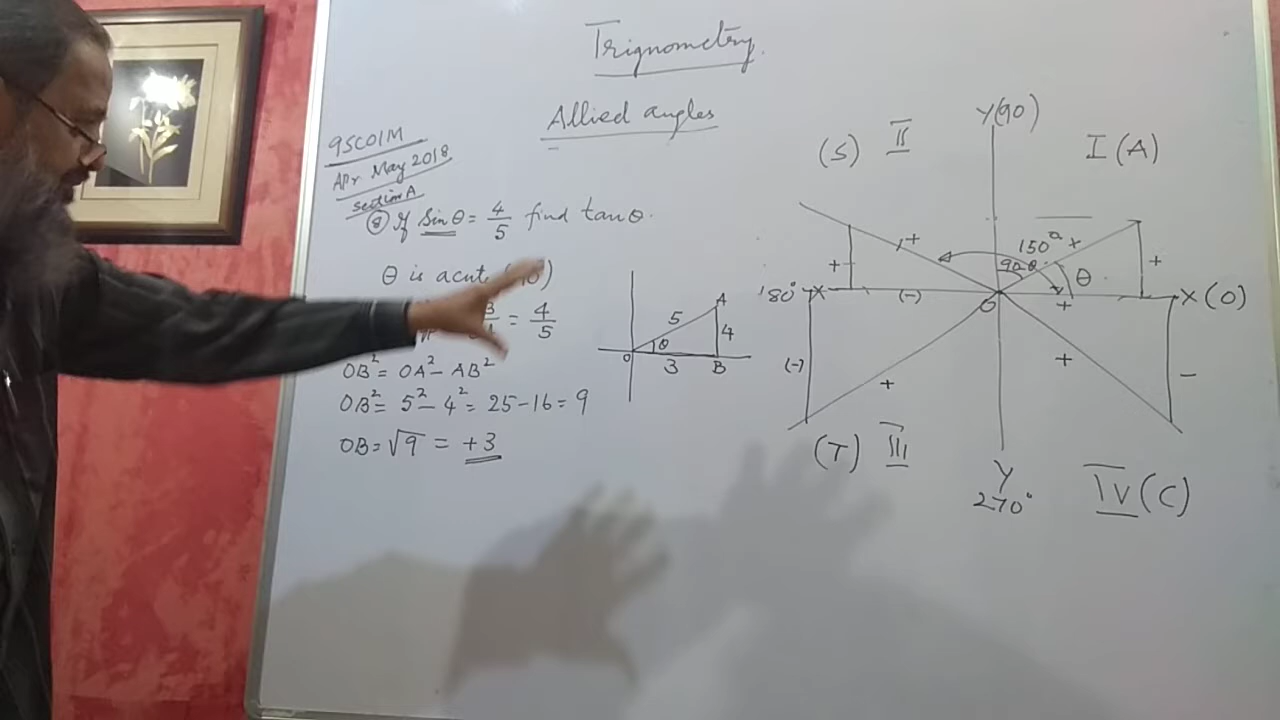 Trignometry
Allied angles
9SC01M
Apr May 2018
section A
⑧ If Sin θ = 4/5 find tan θ.
θ is acut
= 4/5
OB² = OA² - AB²
OB² = 5² - 4² = 25 - 16 = 9
OB = √9 = +3
A
5
4
θ
O
3
B
Y(90)
(S) II
I (A)
150°
+
+
+
90
θ
+
180°
X
(-)
O
+
X (0)
(-)
+
+
-
(T) III
Y
270°
IV (C)